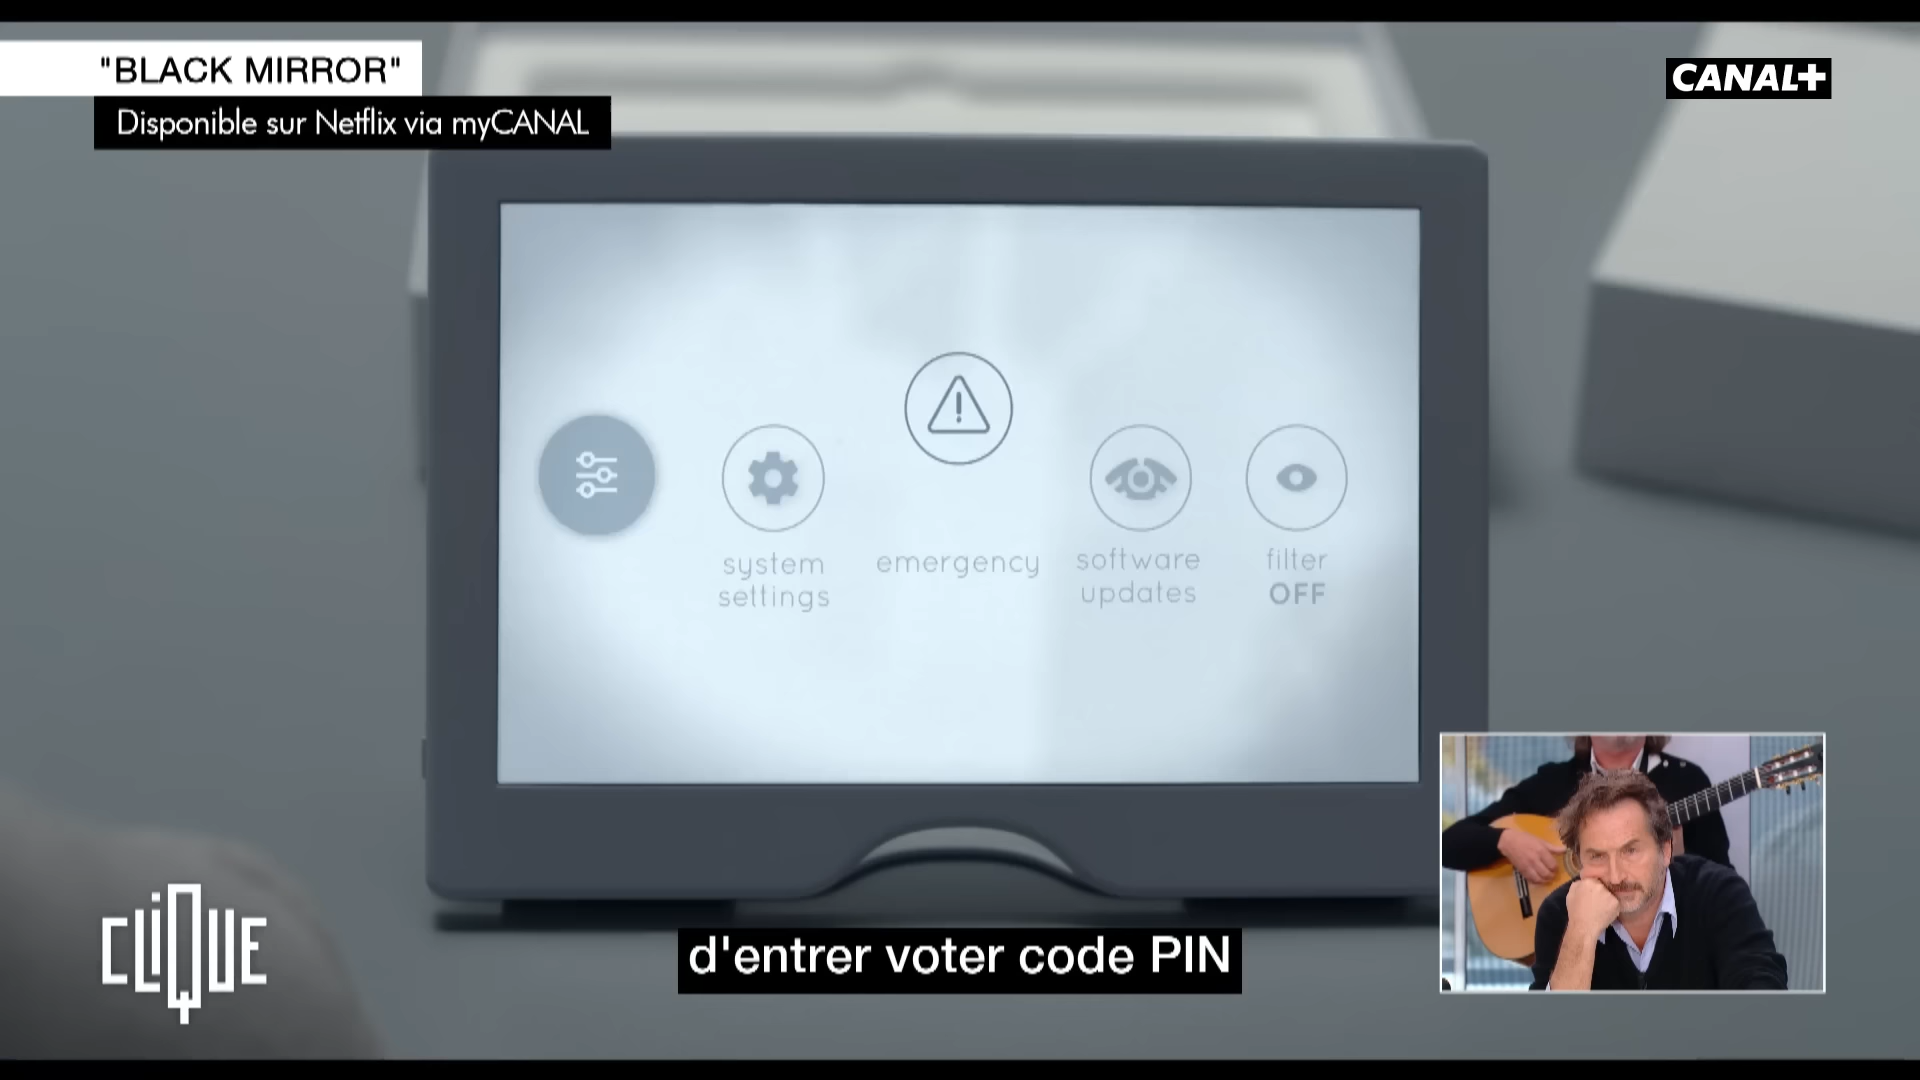 "BLACK MIRROR"
Disponible sur Netflix via myCANAL
CANAL+
system
settings
emergency
software
updates
filter
OFF
CLIQUE
d'entrer voter code PIN